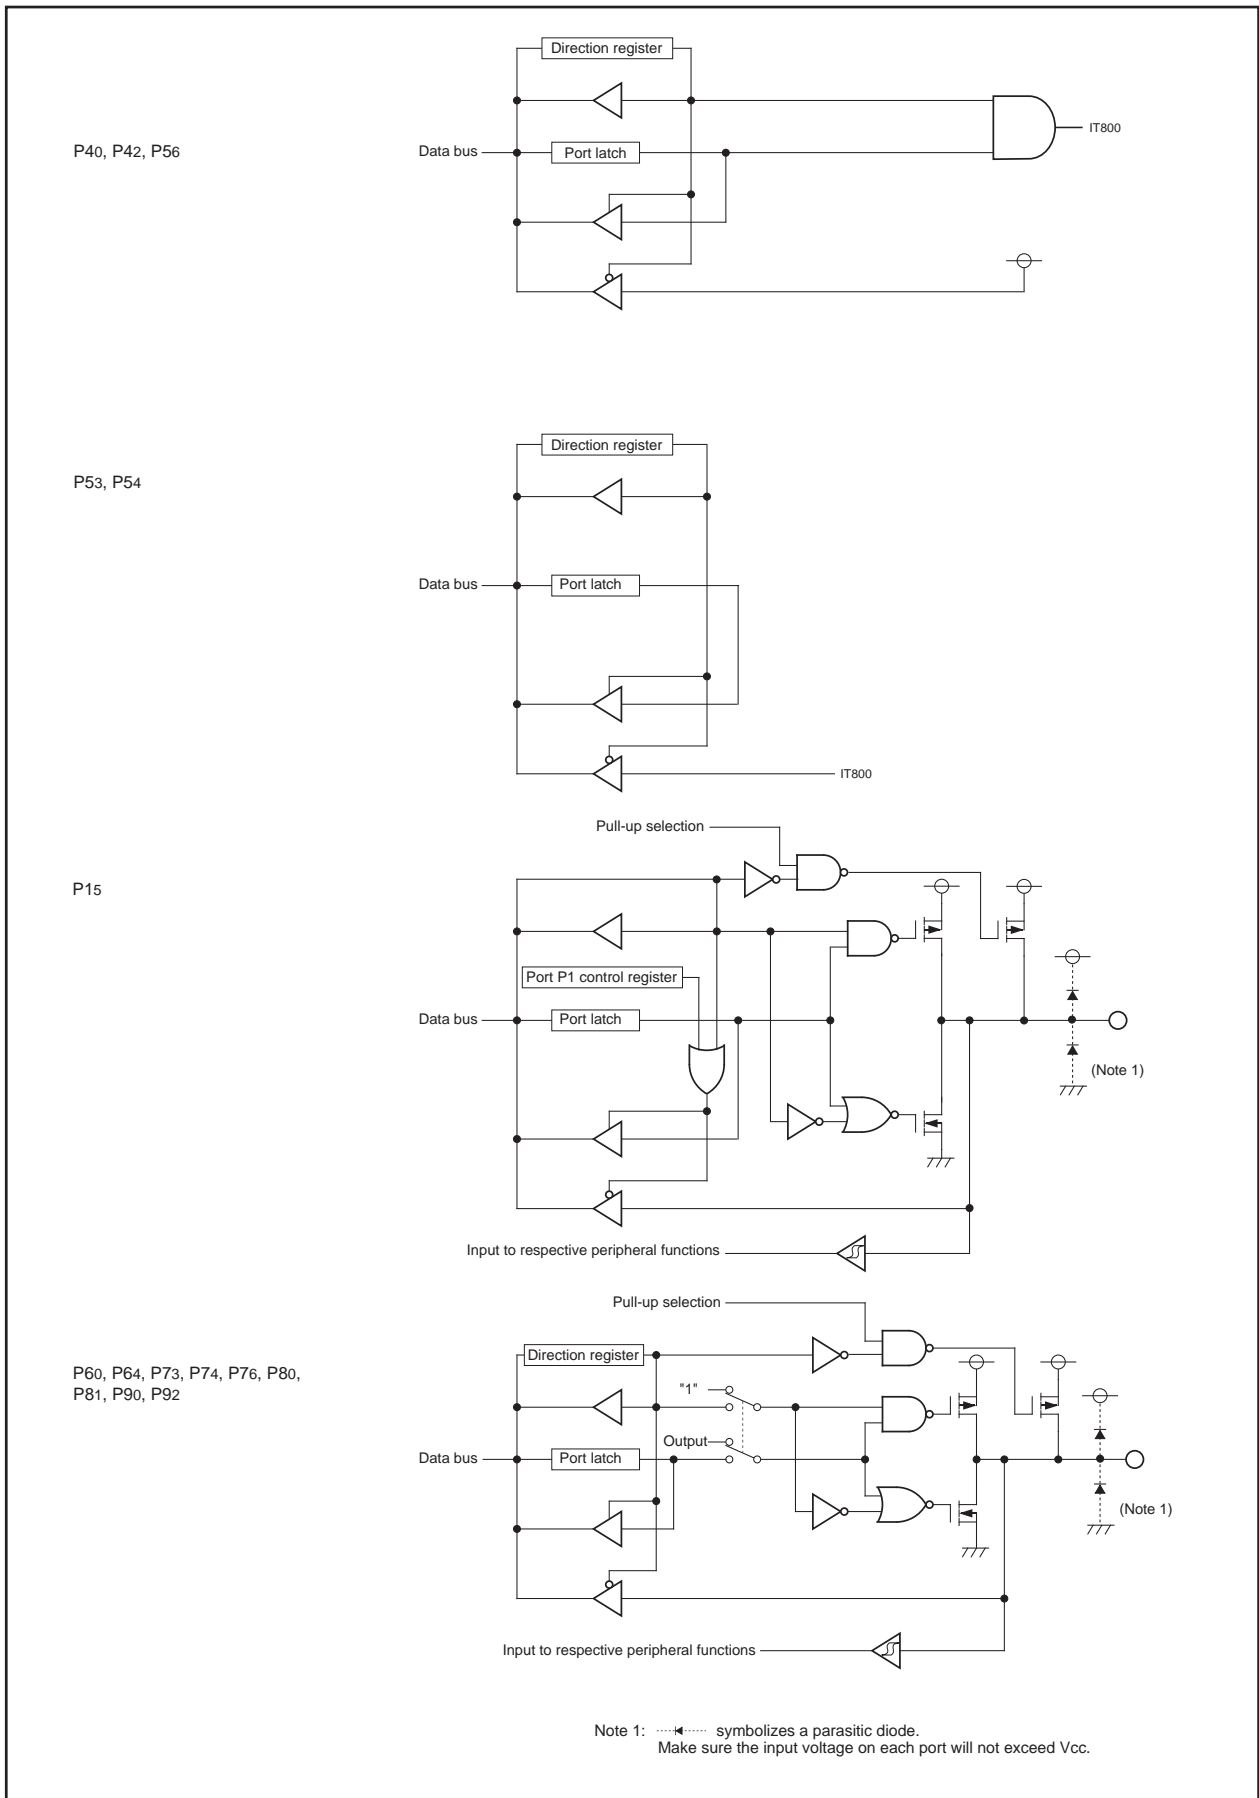 Direction register
P40, P42, P56
Data bus
Port latch
IT800
Direction register
P53, P54
Data bus
Port latch
IT800
Pull-up selection
P15
Port P1 control register
Data bus
Port latch
(Note 1)
Input to respective peripheral functions
Pull-up selection
P60, P64, P73, P74, P76, P80,
P81, P90, P92
Direction register
"1"
Output
Data bus
Port latch
(Note 1)
Input to respective peripheral functions
Note 1: symbolizes a parasitic diode.
Make sure the input voltage on each port will not exceed Vcc.